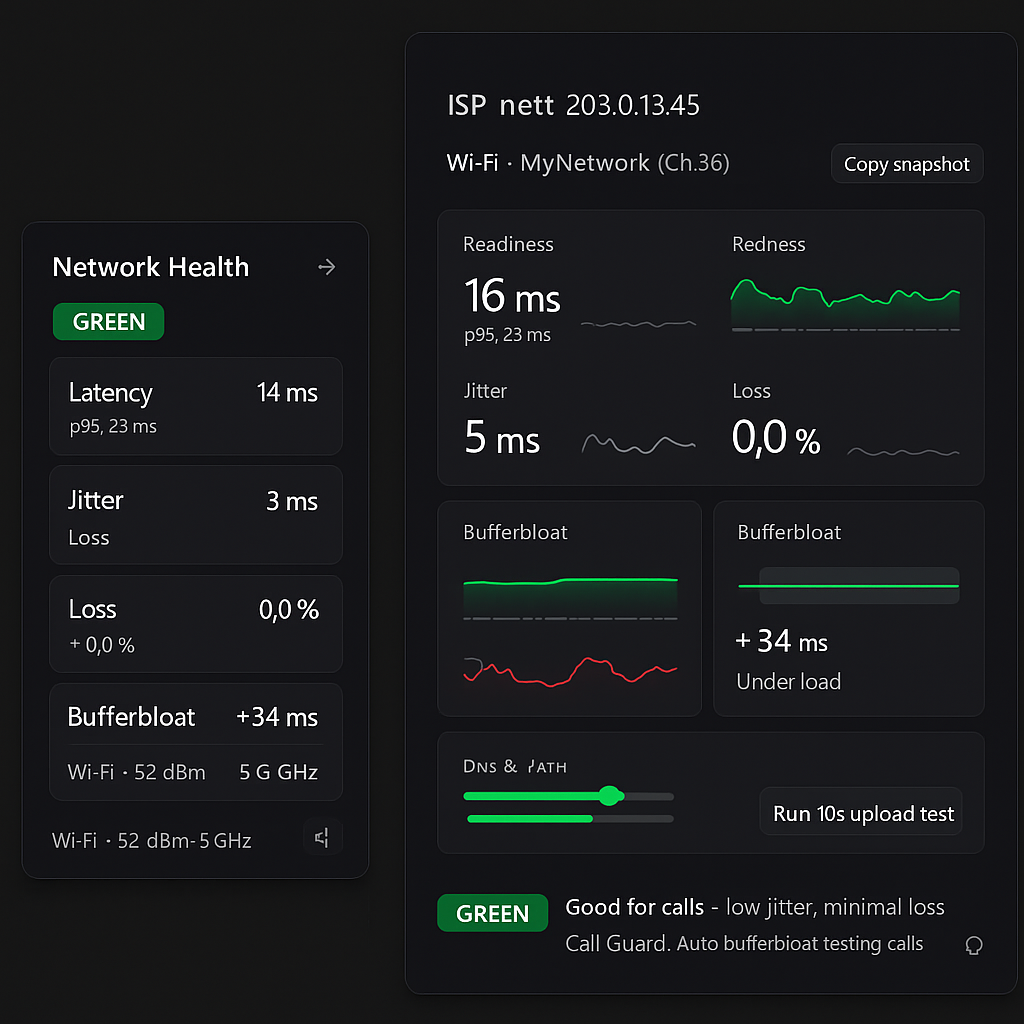 Network Health
GREEN
Latency 14 ms
p95, 23 ms
Jitter 3 ms
Loss
Loss 0,0 %
+ 0,0 %
Bufferbloat +34 ms
Wi-Fi · 52 dBm 5 G GHz
Wi-Fi · 52 dBm-5 GHz
ISP nett 203.0.13.45
Wi-Fi · MyNetwork (Ch.36)
Copy snapshot
Readiness
16 ms
p95, 23 ms
Redness
Jitter
5 ms
Loss
0,0 %
Bufferbloat
Bufferbloat
+ 34 ms
Under load
DNS &
Run 10s upload test
GREEN
Good for calls - low jitter, minimal loss
Call Guard. Auto bufferbioat testing calls